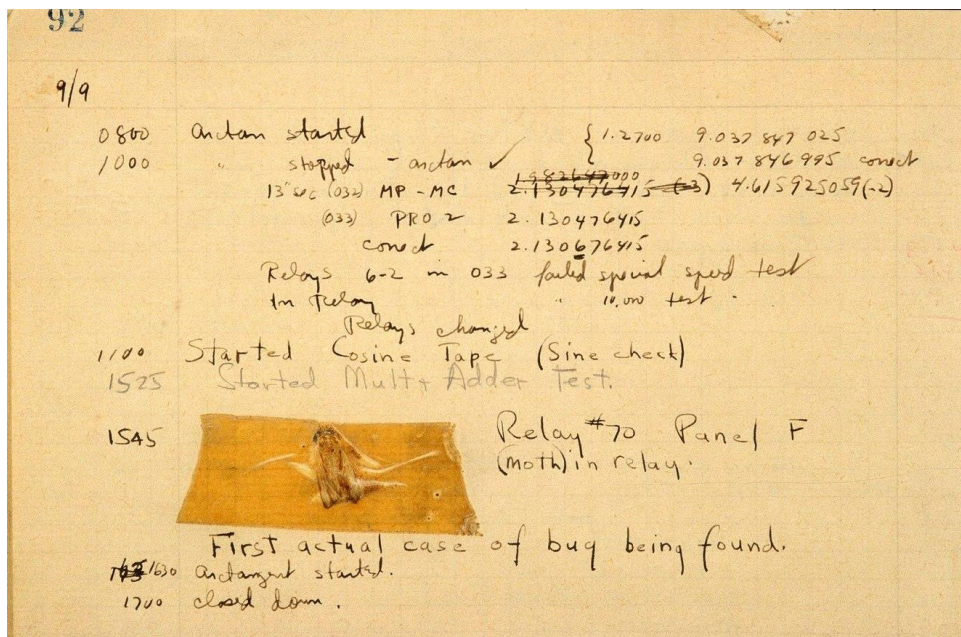 92
9/9
0800 arctan started { 1.2700 9.037 847 025
1000 " stopped - arctan ✓ 9.037 846 995 correct
13" sec (032) MP - MC 2.130476415 (-3) 4.615925059(-2)
(033) PRO 2 2.130476415
correct 2.130676415
Relays 6-2 in 033 failed special speed test
In Relay " 10,000 test .
Relays changed
1100 Started Cosine Tape (Sine check)
1525 Started Mult + Adder Test.
1545 Relay #70 Panel F
(moth) in relay.
First actual case of bug being found.
1630 arctangent started.
1700 closed down.